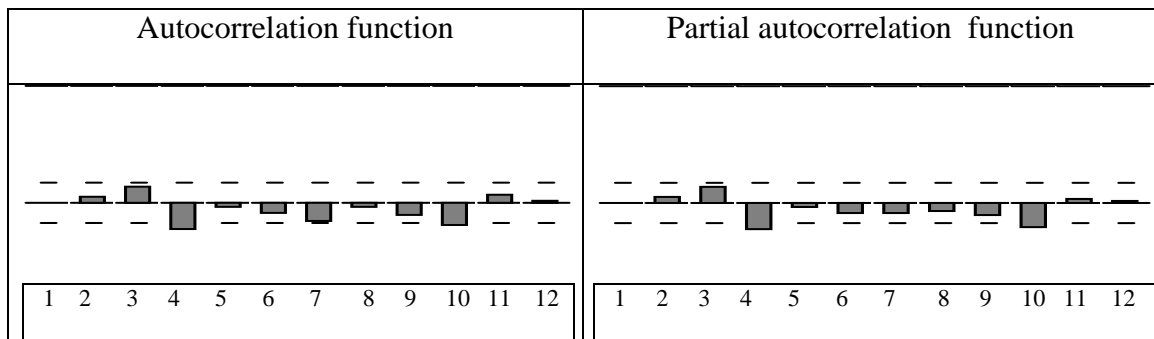 Autocorrelation function
Partial autocorrelation function
1 2 3 4 5 6 7 8 9 10 11 12
1 2 3 4 5 6 7 8 9 10 11 12